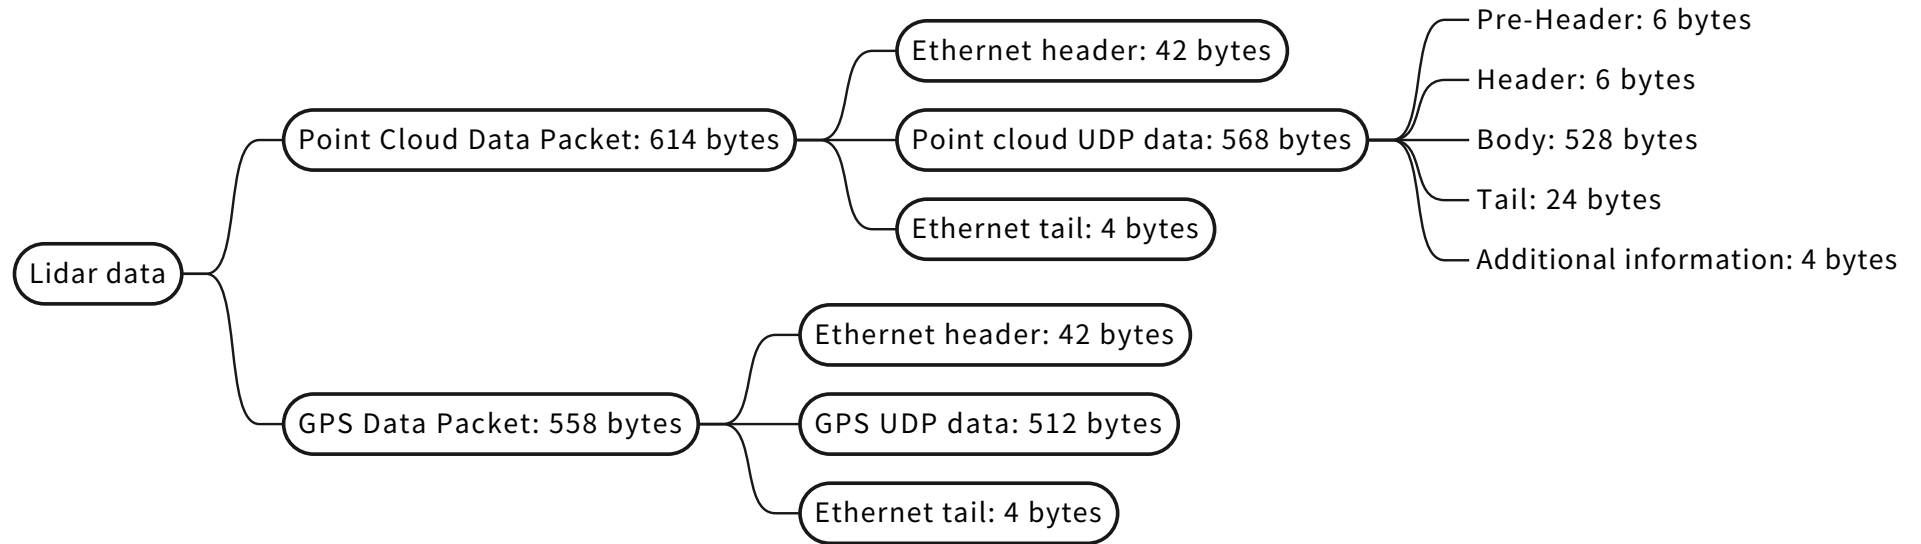 Lidar data
Point Cloud Data Packet: 614 bytes
Ethernet header: 42 bytes
Point cloud UDP data: 568 bytes
Pre-Header: 6 bytes
Header: 6 bytes
Body: 528 bytes
Tail: 24 bytes
Additional information: 4 bytes
Ethernet tail: 4 bytes
GPS Data Packet: 558 bytes
Ethernet header: 42 bytes
GPS UDP data: 512 bytes
Ethernet tail: 4 bytes